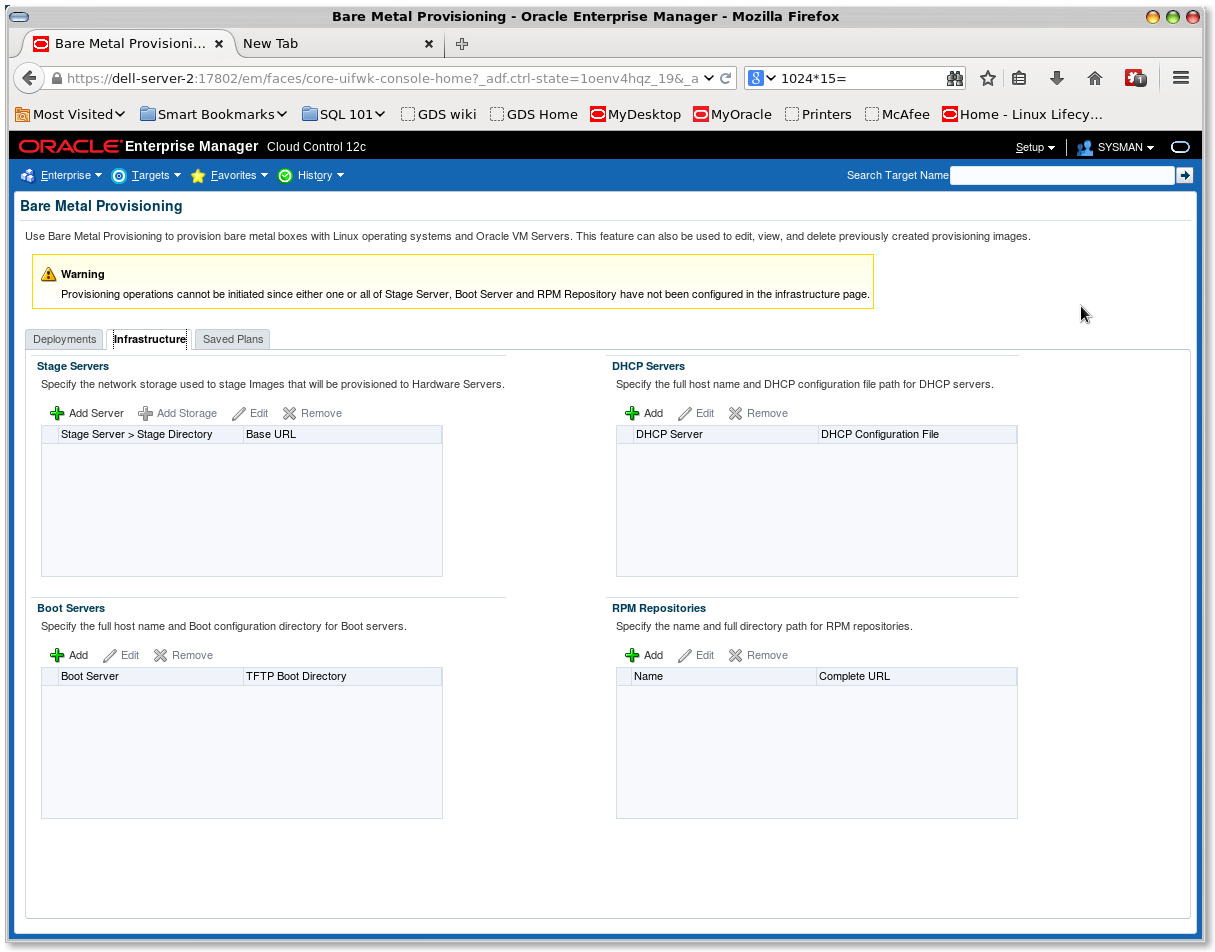 Bare Metal Provisioning - Oracle Enterprise Manager - Mozilla Firefox
Bare Metal Provisioni... New Tab
https://dell-server-2:17802/em/faces/core-uifwk-console-home?_adf.ctrl-state=1oenv4hqz_19&_a 8 1024*15= 1
Most Visited Smart Bookmarks SQL 101 GDS wiki GDS Home MyDesktop MyOracle Printers McAfee Home - Linux Lifecy...
ORACLE Enterprise Manager Cloud Control 12c Setup SYSMAN
Enterprise Targets Favorites History Search Target Name
Bare Metal Provisioning
Use Bare Metal Provisioning to provision bare metal boxes with Linux operating systems and Oracle VM Servers. This feature can also be used to edit, view, and delete previously created provisioning images.
Warning
Provisioning operations cannot be initiated since either one or all of Stage Server, Boot Server and RPM Repository have not been configured in the infrastructure page.
Deployments Infrastructure Saved Plans
Stage Servers
Specify the network storage used to stage Images that will be provisioned to Hardware Servers.
Add Server Add Storage Edit Remove
Stage Server > Stage Directory Base URL
DHCP Servers
Specify the full host name and DHCP configuration file path for DHCP servers.
Add Edit Remove
DHCP Server DHCP Configuration File
Boot Servers
Specify the full host name and Boot configuration directory for Boot servers.
Add Edit Remove
Boot Server TFTP Boot Directory
RPM Repositories
Specify the name and full directory path for RPM repositories.
Add Edit Remove
Name Complete URL